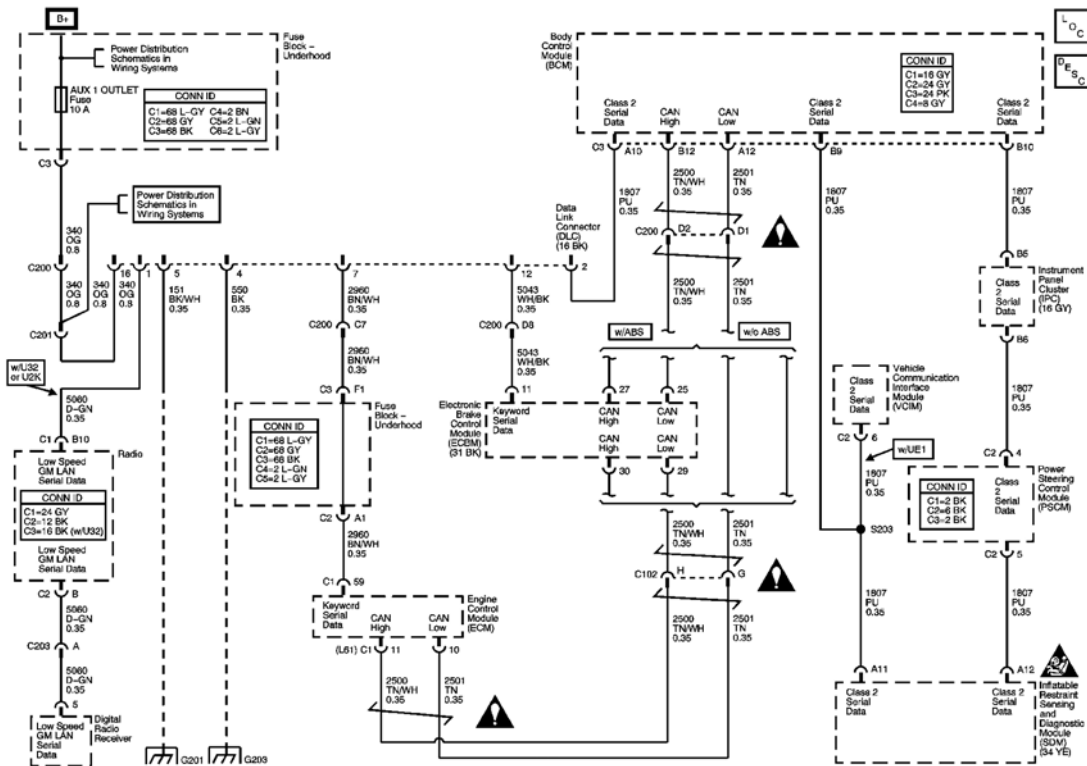 B+
Power Distribution
Schematics in
Wiring Systems
Fuse
Block –
Underhood
AUX 1 OUTLET
Fuse
10 A
CONN ID
C1=68 L-GY C4=2 BN
C2=68 GY C5=2 L-GN
C3=68 BK C6=2 L-GY
C3
Power Distribution
Schematics in
Wiring Systems
340
OG
0.8
C200
340
OG
0.8
340
OG
0.8
340
OG
0.8
C201
16
1
5
4
7
12
2
151
BK/WH
0.35
550
BK
0.35
2960
BN/WH
0.35
5043
WH/BK
0.35
Data
Link
Connector
(DLC)
(16 BK)
C200 C7
2960
BN/WH
0.35
C3 F1
C200 D8
5043
WH/BK
0.35
11
w/U32
or U2K
5060
D-GN
0.35
C1 B10
Radio
Low Speed
GM LAN
Serial Data
CONN ID
C1=24 GY
C2=12 BK
C3=16 BK (w/U32)
Low Speed
GM LAN
Serial Data
C2 B
5060
D-GN
0.35
C203 A
5060
D-GN
0.35
5
Low Speed
GM LAN
Serial
Data
Digital
Radio
Receiver
G201
G203
CONN ID
C1=68 L-GY
C2=68 GY
C3=68 BK
C4=2 L-GN
C5=2 L-GY
Fuse
Block –
Underhood
C2 A1
2960
BN/WH
0.35
C1 59
Keyword
Serial
Data
CAN
High
CAN
Low
Engine
Control
Module
(ECM)
(L61) C1 11
10
2500
TN/WH
0.35
2501
TN
0.35
Electronic
Brake
Control
Module
(ECBM)
(31 BK)
Keyword
Serial
Data
27
25
CAN
High
CAN
Low
CAN
High
CAN
Low
30
29
2500
TN/WH
0.35
2501
TN
0.35
C102 H
G
2500
TN/WH
0.35
2501
TN
0.35
Body
Control
Module
(BCM)
CONN ID
C1=16 GY
C2=24 GY
C3=24 PK
C4=8 GY
LOC
DESC
Class 2
Serial
Data
CAN
High
CAN
Low
Class 2
Serial
Data
Class 2
Serial
Data
C3 A10
B12
A12
B9
B10
1807
PU
0.35
2500
TN/WH
0.35
2501
TN
0.35
1807
PU
0.35
1807
PU
0.35
C200 D2
D1
2500
TN/WH
0.35
2501
TN
0.35
w/ABS
w/o ABS
B5
Class
2
Serial
Data
Instrument
Panel
Cluster
(IPC)
(16 GY)
B6
1807
PU
0.35
Class
2
Serial
Data
Vehicle
Communication
Interface
Module
(VCIM)
C2 6
w/UE1
1807
PU
0.35
S203
C2 4
CONN ID
C1=2 BK
C2=6 BK
C3=2 BK
Class
2
Serial
Data
Power
Steering
Control
Module
(PSCM)
C2 5
1807
PU
0.35
1807
PU
0.35
A11
A12
Class 2
Serial
Data
Class 2
Serial
Data
Inflatable
Restraint
Sensing
and
Diagnostic
Module
(SDM)
(34 YE)